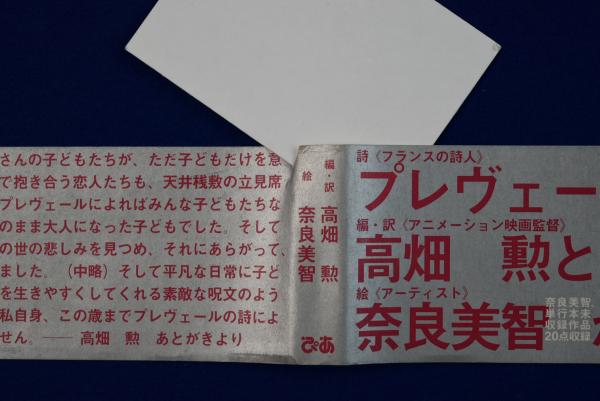 さんの子どもたちが、ただ子どもだけを急
で抱き合う恋人たちも、天井桟敷の立見席
プレヴェールによればみんな子どもたちな
のまま大人になった子どもでした。そして
の世の悲しみを見つめ、それにあらがって、
ました。（中略）そして平凡な日常に子ど
を生きやすくしてくれる素敵な呪文のよう
私自身、この歳までプレヴェールの詩によ
せん。── 高畑 勲 あとがきより
編・訳 高畑 勲
絵 奈良美智
ぴあ
詩《フランスの詩人》
プレヴェー
編・訳《アニメーション映画監督》
高畑 勲と
絵《アーティスト》
奈良美智
奈良美智、
単行本未
収録作品
20点収録